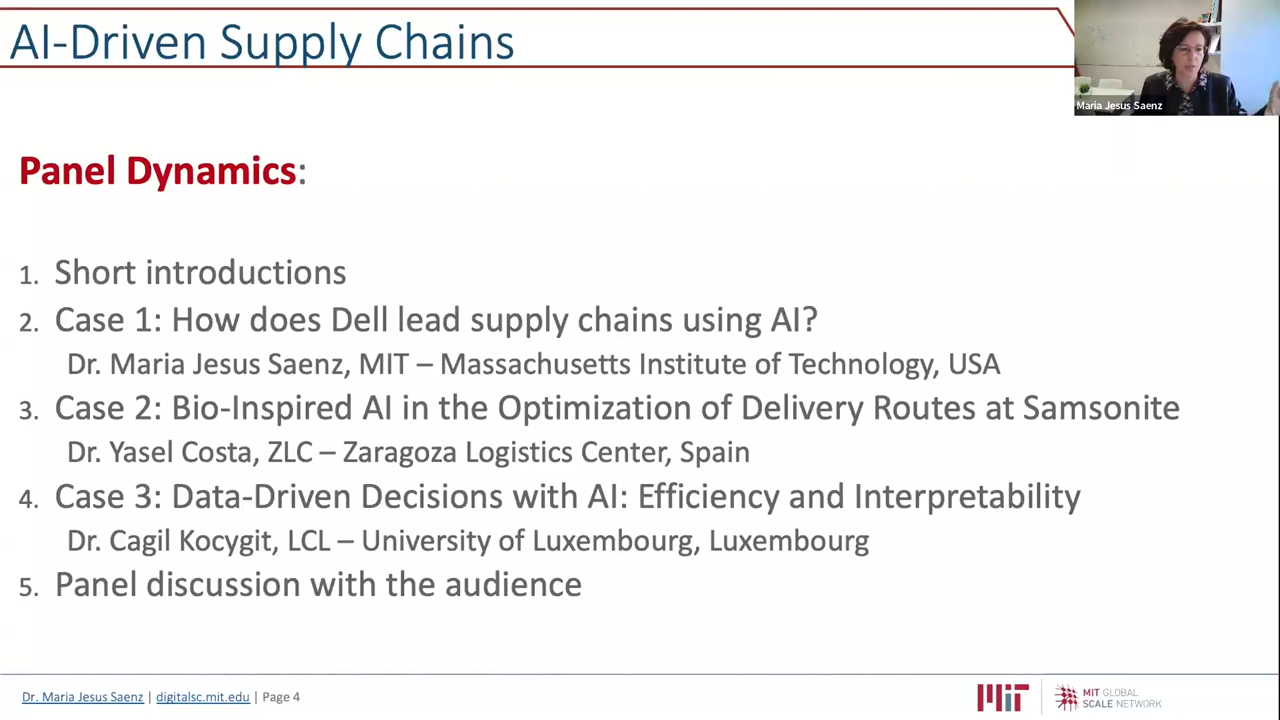 AI-Driven Supply Chains
Maria Jesus Saenz
Panel Dynamics:
1. Short introductions
2. Case 1: How does Dell lead supply chains using AI?
Dr. Maria Jesus Saenz, MIT – Massachusetts Institute of Technology, USA
3. Case 2: Bio-Inspired AI in the Optimization of Delivery Routes at Samsonite
Dr. Yasel Costa, ZLC – Zaragoza Logistics Center, Spain
4. Case 3: Data-Driven Decisions with AI: Efficiency and Interpretability
Dr. Cagil Kocygit, LCL – University of Luxembourg, Luxembourg
5. Panel discussion with the audience
Dr. Maria Jesus Saenz | digitalsc.mit.edu | Page 4
MIT
MIT GLOBAL
SCALE NETWORK